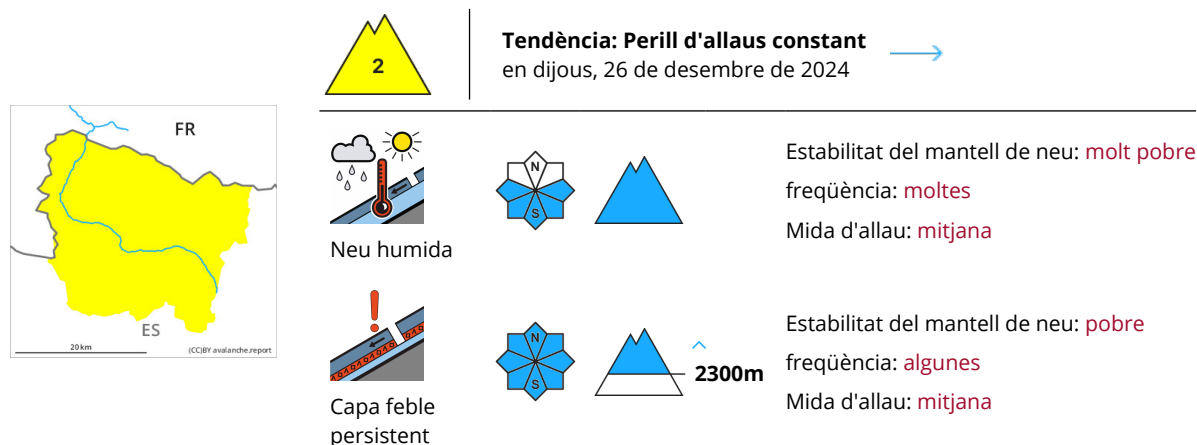 2
Tendència: Perill d'allaus constant
en dijous, 26 de desembre de 2024
FR
ES
20 km
(CC)BY avalanche.report
N
S
Neu humida
Estabilitat del mantell de neu: molt pobre
freqüència: moltes
Mida d'allau: mitjana
N
S
2300m
Capa feble
persistent
Estabilitat del mantell de neu: pobre
freqüència: algunes
Mida d'allau: mitjana